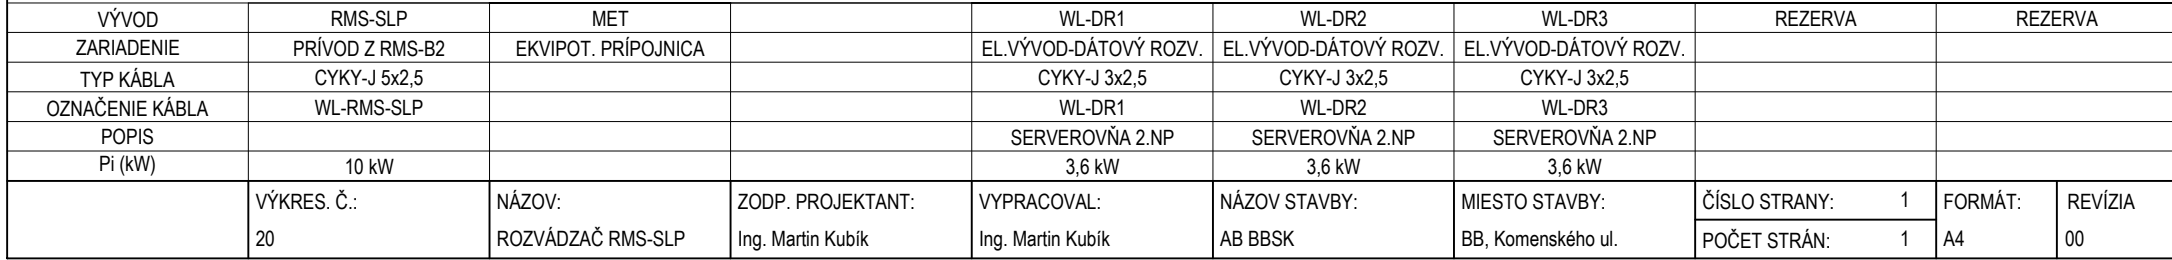 VÝVOD RMS-SLP MET WL-DR1 WL-DR2 WL-DR3 REZERVA REZERVA
ZARIADENIE PRÍVOD Z RMS-B2 EKVIPOT. PRÍPOJNICA EL.VÝVOD-DÁTOVÝ ROZV. EL.VÝVOD-DÁTOVÝ ROZV. EL.VÝVOD-DÁTOVÝ ROZV.
TYP KÁBLA CYKY-J 5x2,5 CYKY-J 3x2,5 CYKY-J 3x2,5 CYKY-J 3x2,5
OZNAČENIE KÁBLA WL-RMS-SLP WL-DR1 WL-DR2 WL-DR3
POPIS SERVEROVŇA 2.NP SERVEROVŇA 2.NP SERVEROVŇA 2.NP
Pi (kW) 10 kW 3,6 kW 3,6 kW 3,6 kW
VÝKRES. Č.: NÁZOV: ZODP. PROJEKTANT: VYPRACOVAL: NÁZOV STAVBY: MIESTO STAVBY: ČÍSLO STRANY: 1 FORMÁT: REVÍZIA
20 ROZVÁDZAČ RMS-SLP Ing. Martin Kubík Ing. Martin Kubík AB BBSK BB, Komenského ul. POČET STRÁN: 1 A4 00